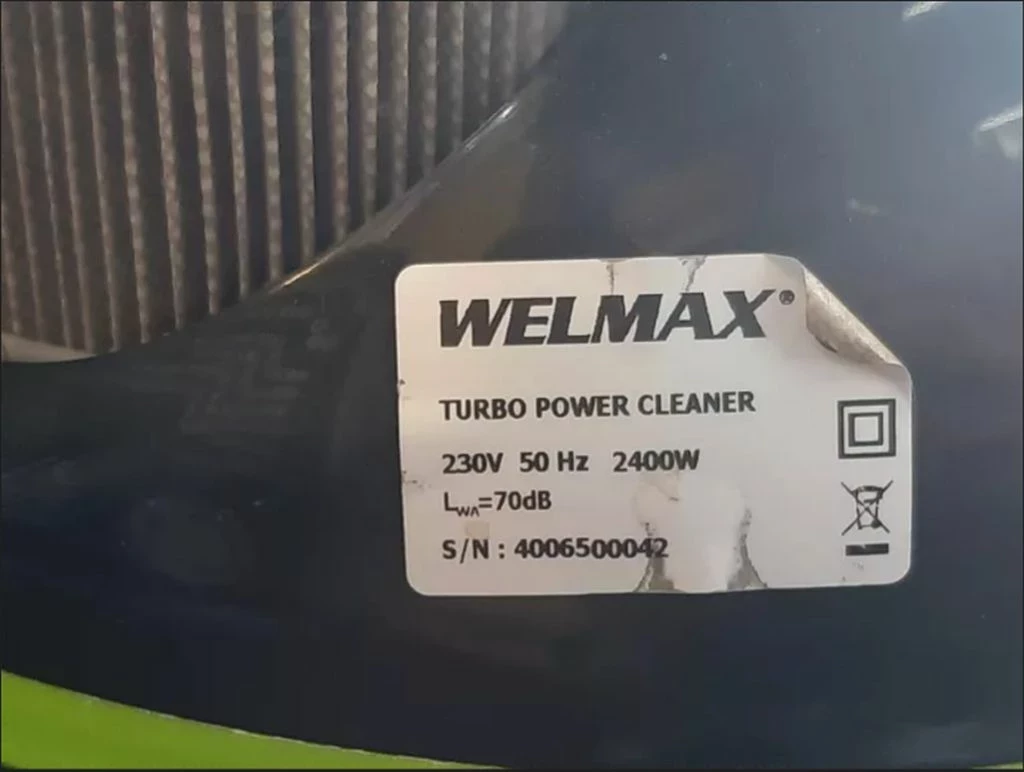 WELMAX®
TURBO POWER CLEANER
230V 50 Hz 2400W
LWA=70dB
S/N : 4006500042